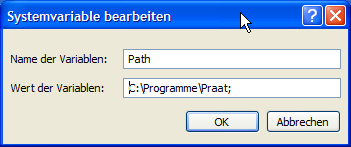 Systemvariable bearbeiten
Name der Variablen: Path
Wert der Variablen: C:\Programme\Praat;
OK Abbrechen